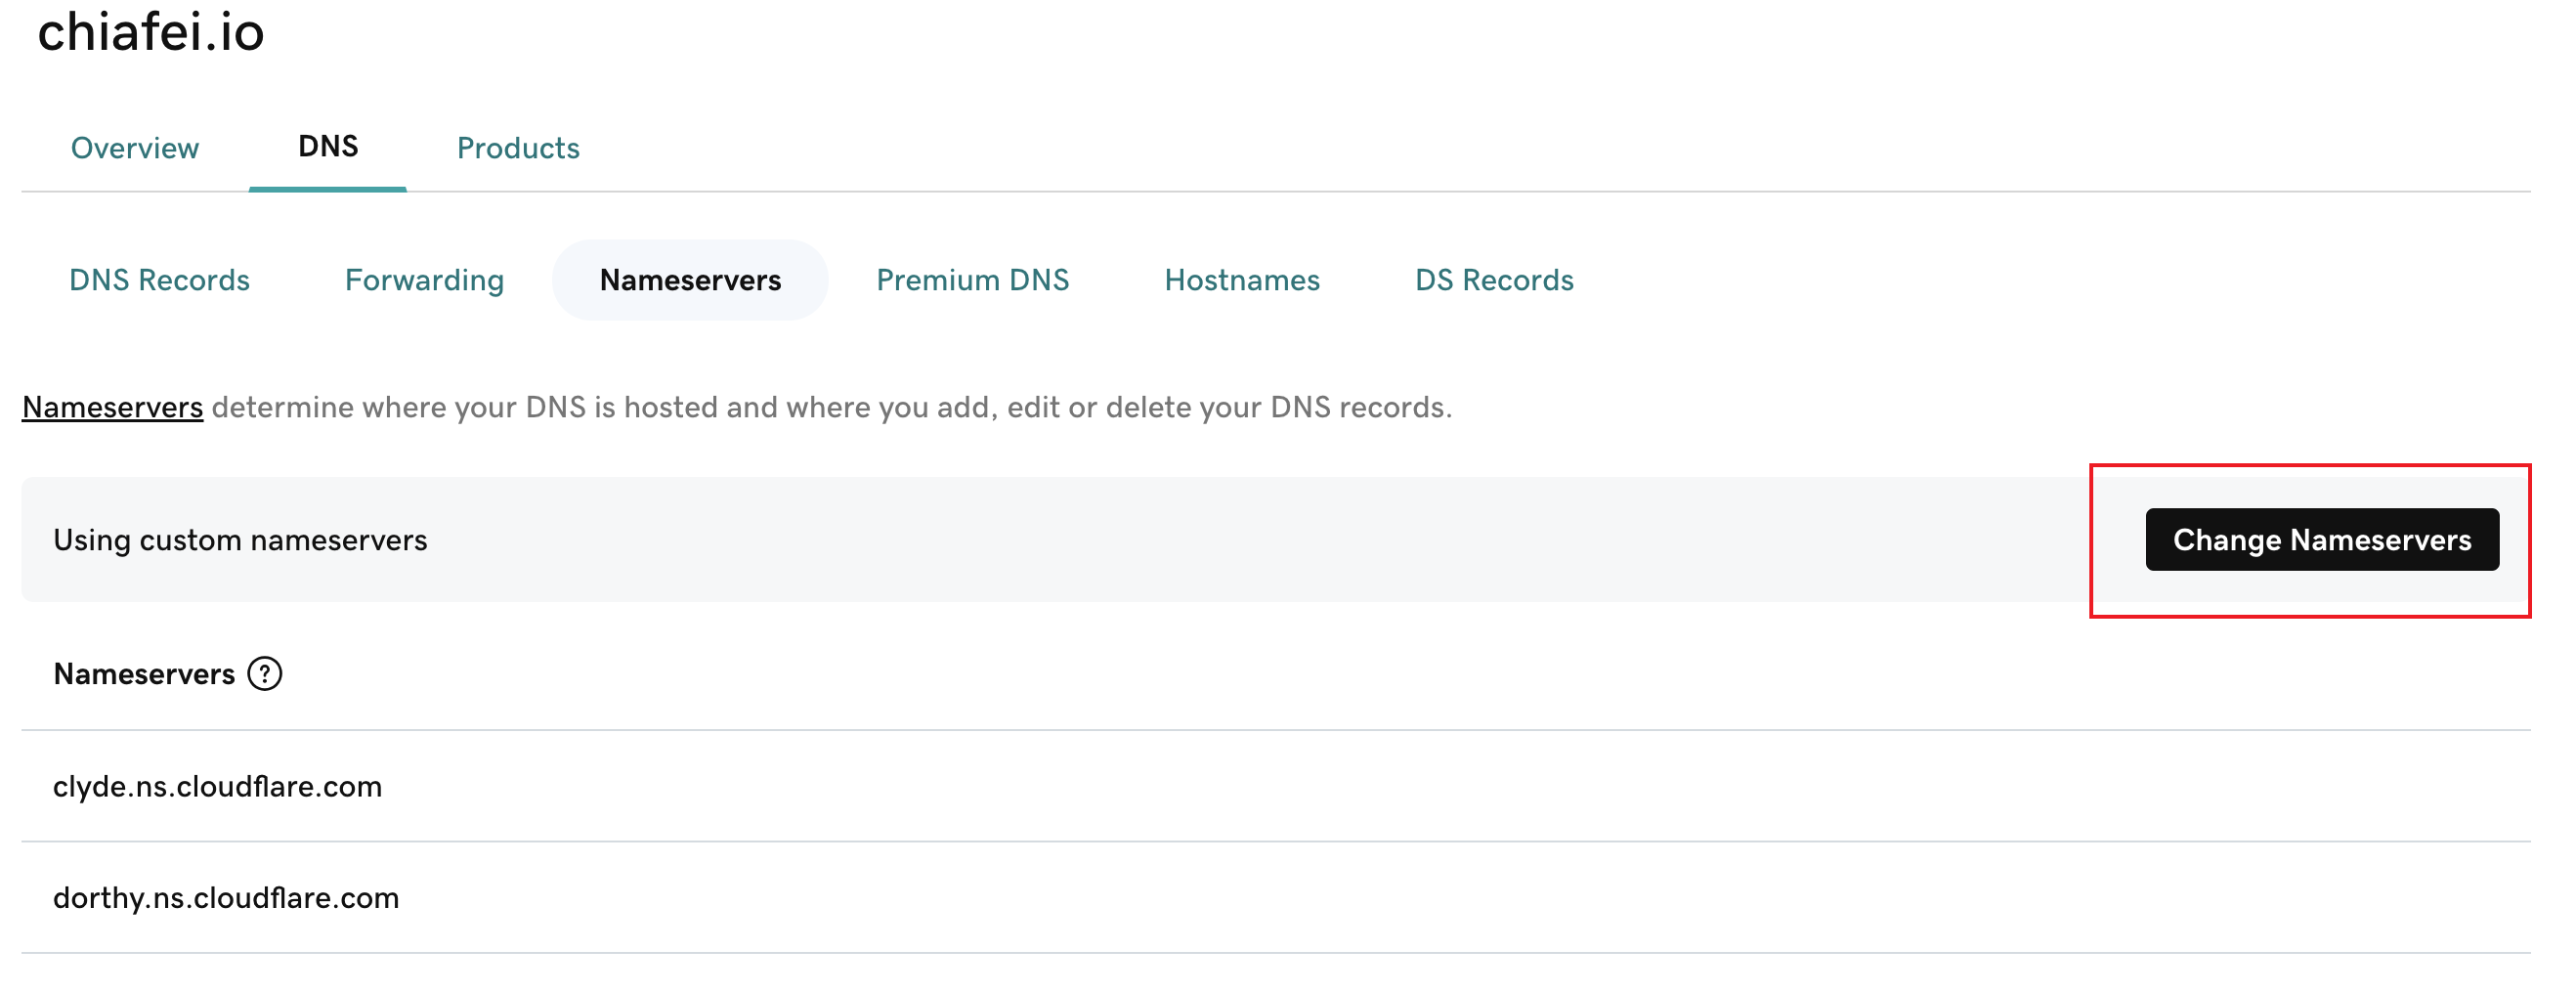 chiafei.io
Overview DNS Products
DNS Records Forwarding Nameservers Premium DNS Hostnames DS Records
Nameservers determine where your DNS is hosted and where you add, edit or delete your DNS records.
Using custom nameservers Change Nameservers
Nameservers ?
clyde.ns.cloudflare.com
dorthy.ns.cloudflare.com